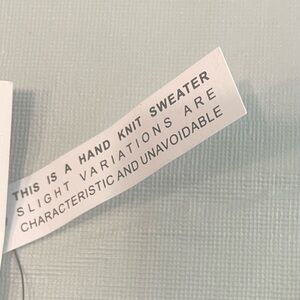 THIS IS A HAND KNIT SWEATER
SLIGHT VARIATIONS ARE
CHARACTERISTIC AND UNAVOIDABLE